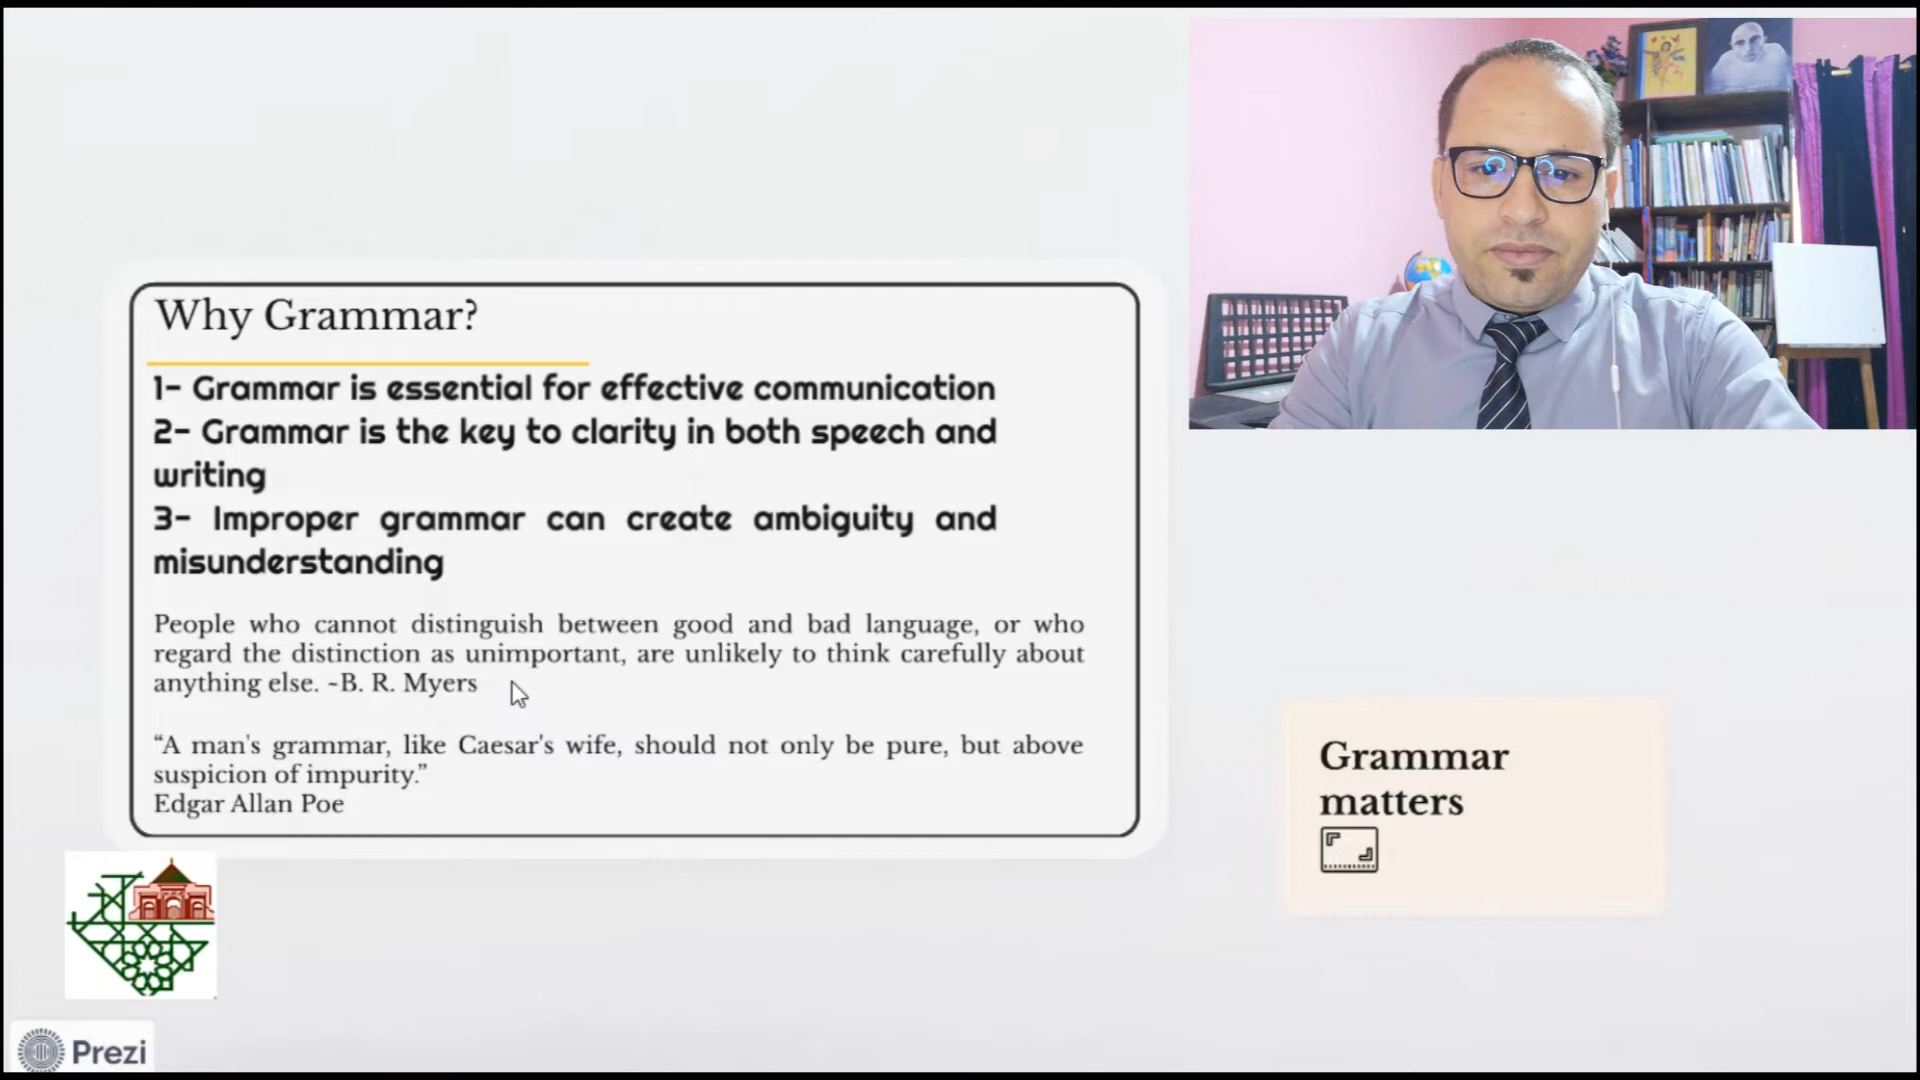 Why Grammar?
1- Grammar is essential for effective communication
2- Grammar is the key to clarity in both speech and
writing
3- Improper grammar can create ambiguity and
misunderstanding
People who cannot distinguish between good and bad language, or who
regard the distinction as unimportant, are unlikely to think carefully about
anything else. ~B. R. Myers
“A man's grammar, like Caesar's wife, should not only be pure, but above
suspicion of impurity.”
Edgar Allan Poe
Grammar
matters
Prezi